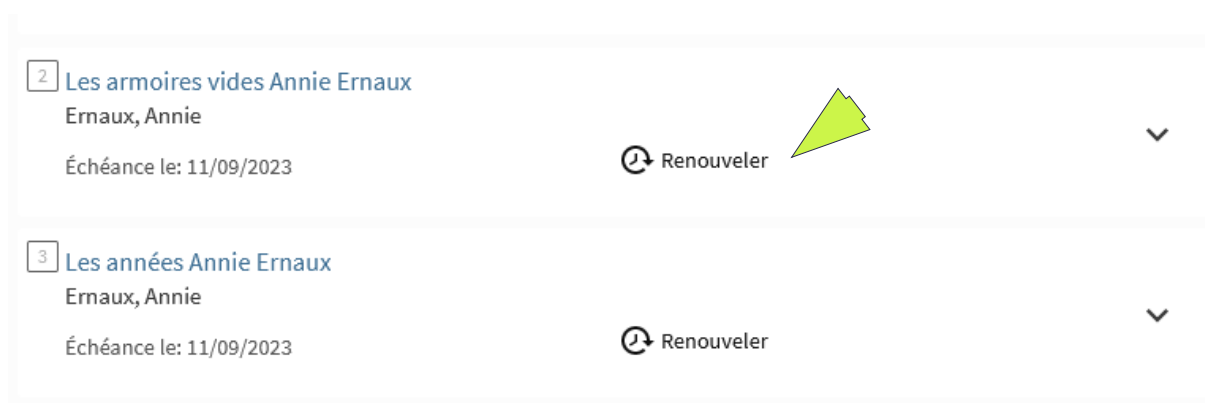 2
Les armoires vides Annie Ernaux
Ernaux, Annie
Échéance le: 11/09/2023
Renouveler
3
Les années Annie Ernaux
Ernaux, Annie
Échéance le: 11/09/2023
Renouveler